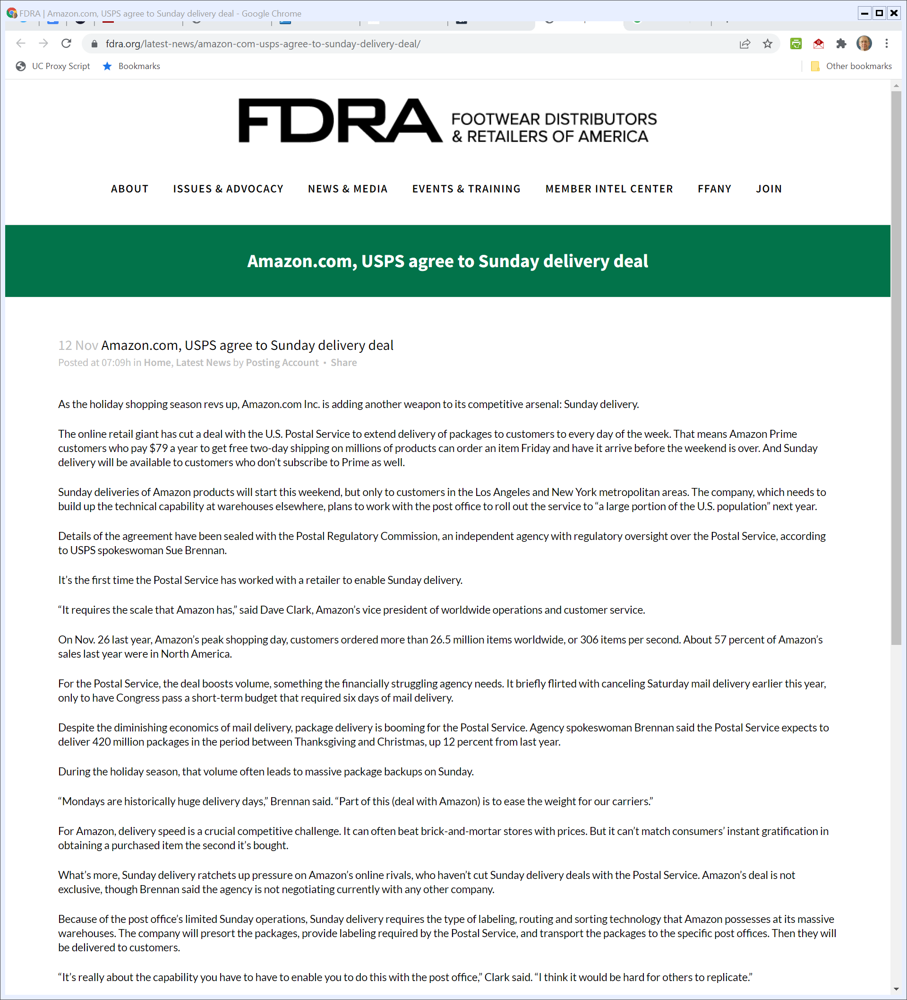 FDRA | Amazon.com, USPS agree to Sunday delivery deal - Google Chrome
fdra.org/latest-news/amazon-com-usps-agree-to-sunday-delivery-deal/
UC Proxy Script
Bookmarks
Other bookmarks
FDRA
FOOTWEAR DISTRIBUTORS
& RETAILERS OF AMERICA
ABOUT
ISSUES & ADVOCACY
NEWS & MEDIA
EVENTS & TRAINING
MEMBER INTEL CENTER
FFANY
JOIN
Amazon.com, USPS agree to Sunday delivery deal
12 Nov Amazon.com, USPS agree to Sunday delivery deal
Posted at 07:09h in Home, Latest News by Posting Account • Share
As the holiday shopping season revs up, Amazon.com Inc. is adding another weapon to its competitive arsenal: Sunday delivery.
The online retail giant has cut a deal with the U.S. Postal Service to extend delivery of packages to customers to every day of the week. That means Amazon Prime
customers who pay $79 a year to get free two-day shipping on millions of products can order an item Friday and have it arrive before the weekend is over. And Sunday
delivery will be available to customers who don’t subscribe to Prime as well.
Sunday deliveries of Amazon products will start this weekend, but only to customers in the Los Angeles and New York metropolitan areas. The company, which needs to
build up the technical capability at warehouses elsewhere, plans to work with the post office to roll out the service to “a large portion of the U.S. population” next year.
Details of the agreement have been sealed with the Postal Regulatory Commission, an independent agency with regulatory oversight over the Postal Service, according
to USPS spokeswoman Sue Brennan.
It’s the first time the Postal Service has worked with a retailer to enable Sunday delivery.
“It requires the scale that Amazon has,” said Dave Clark, Amazon’s vice president of worldwide operations and customer service.
On Nov. 26 last year, Amazon’s peak shopping day, customers ordered more than 26.5 million items worldwide, or 306 items per second. About 57 percent of Amazon’s
sales last year were in North America.
For the Postal Service, the deal boosts volume, something the financially struggling agency needs. It briefly flirted with canceling Saturday mail delivery earlier this year,
only to have Congress pass a short-term budget that required six days of mail delivery.
Despite the diminishing economics of mail delivery, package delivery is booming for the Postal Service. Agency spokeswoman Brennan said the Postal Service expects to
deliver 420 million packages in the period between Thanksgiving and Christmas, up 12 percent from last year.
During the holiday season, that volume often leads to massive package backups on Sunday.
“Mondays are historically huge delivery days,” Brennan said. “Part of this (deal with Amazon) is to ease the weight for our carriers.”
For Amazon, delivery speed is a crucial competitive challenge. It can often beat brick-and-mortar stores with prices. But it can’t match consumers’ instant gratification in
obtaining a purchased item the second it’s bought.
What’s more, Sunday delivery ratchets up pressure on Amazon’s online rivals, who haven’t cut Sunday delivery deals with the Postal Service. Amazon’s deal is not
exclusive, though Brennan said the agency is not negotiating currently with any other company.
Because of the post office’s limited Sunday operations, Sunday delivery requires the type of labeling, routing and sorting technology that Amazon possesses at its massive
warehouses. The company will presort the packages, provide labeling required by the Postal Service, and transport the packages to the specific post offices. Then they will
be delivered to customers.
“It’s really about the capability you have to have to enable you to do this with the post office,” Clark said. “I think it would be hard for others to replicate.”